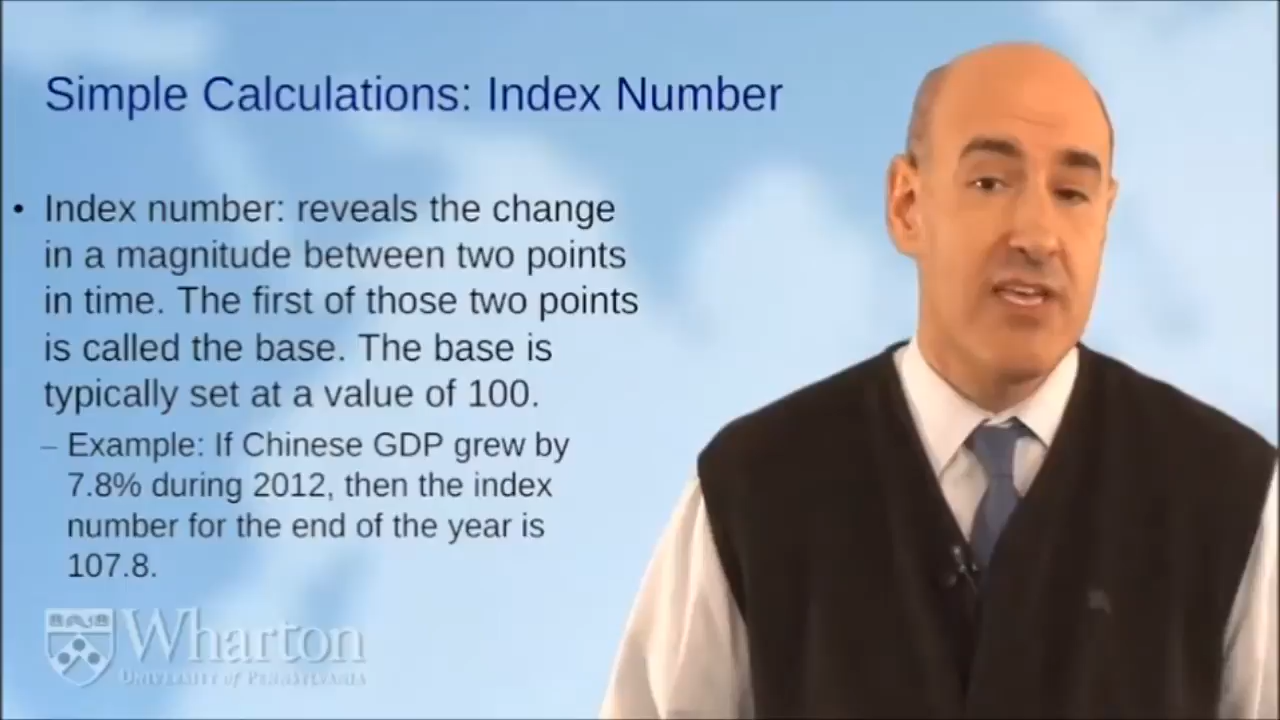 Simple Calculations: Index Number
• Index number: reveals the change
in a magnitude between two points
in time. The first of those two points
is called the base. The base is
typically set at a value of 100.
– Example: If Chinese GDP grew by
7.8% during 2012, then the index
number for the end of the year is
107.8.
Wharton
UNIVERSITY of PENNSYLVANIA